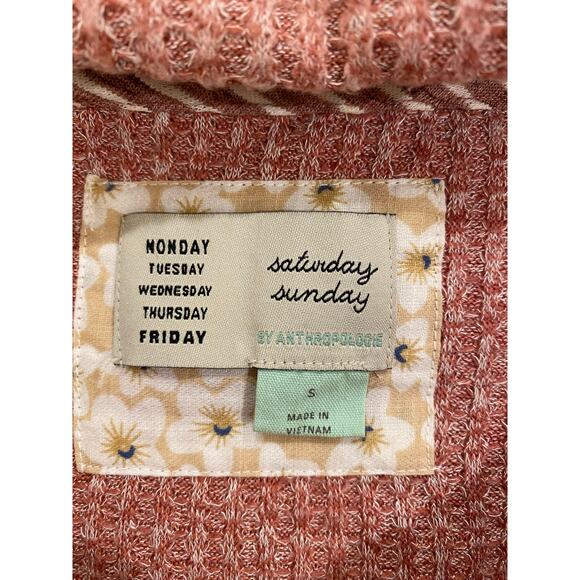 MONDAY
TUESDAY
WEDNESDAY
THURSDAY
FRIDAY
saturday
sunday
BY ANTHROPOLOGIE
S
MADE IN
VIETNAM